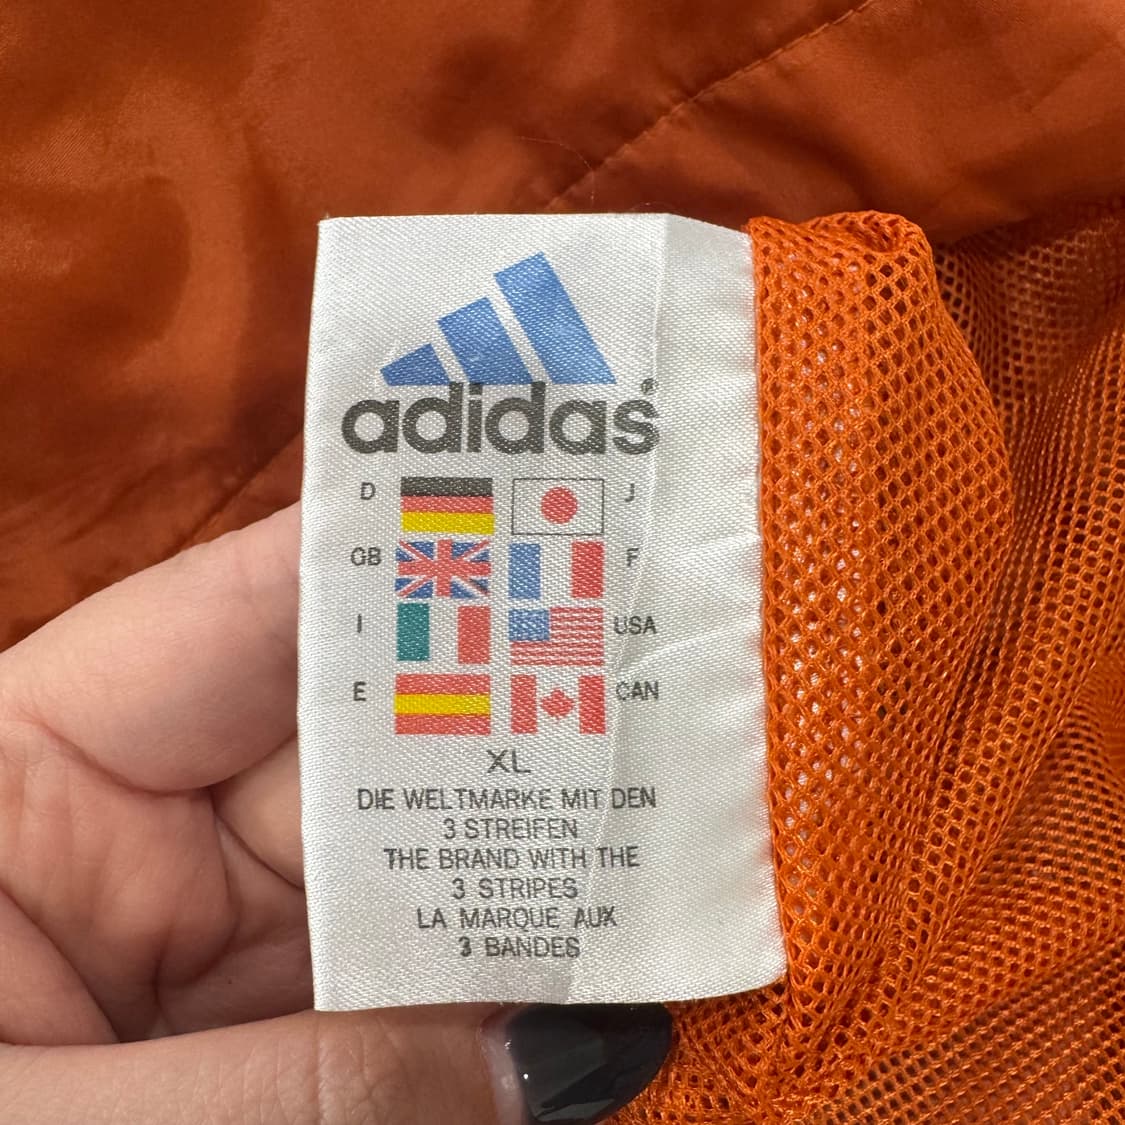 adidas®
D J
GB F
I USA
E CAN
XL
DIE WELTMARKE MIT DEN
3 STREIFEN
THE BRAND WITH THE
3 STRIPES
LA MARQUE AUX
3 BANDES